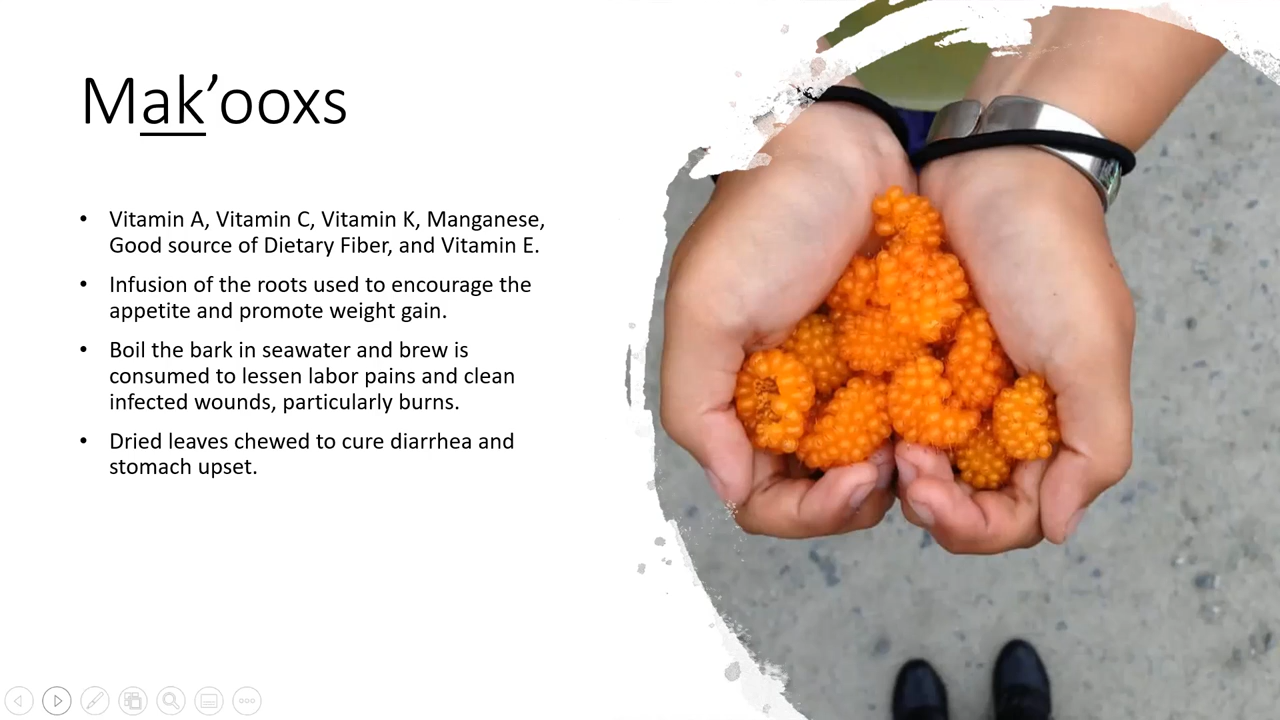 Mak’ooxs
• Vitamin A, Vitamin C, Vitamin K, Manganese,
Good source of Dietary Fiber, and Vitamin E.
• Infusion of the roots used to encourage the
appetite and promote weight gain.
• Boil the bark in seawater and brew is
consumed to lessen labor pains and clean
infected wounds, particularly burns.
• Dried leaves chewed to cure diarrhea and
stomach upset.